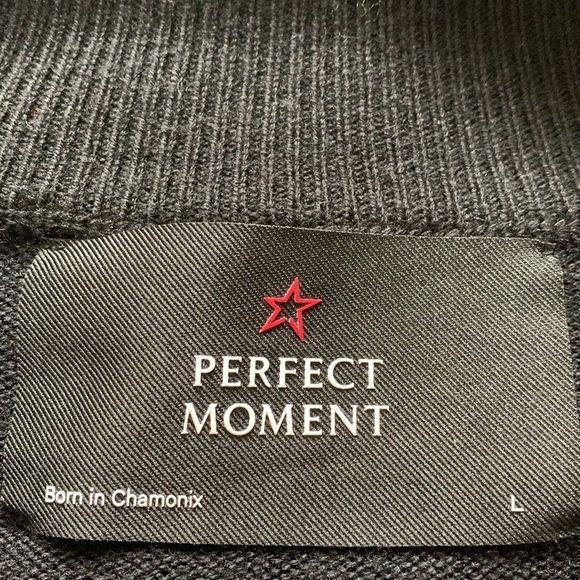 PERFECT
MOMENT
Born in Chamonix
L